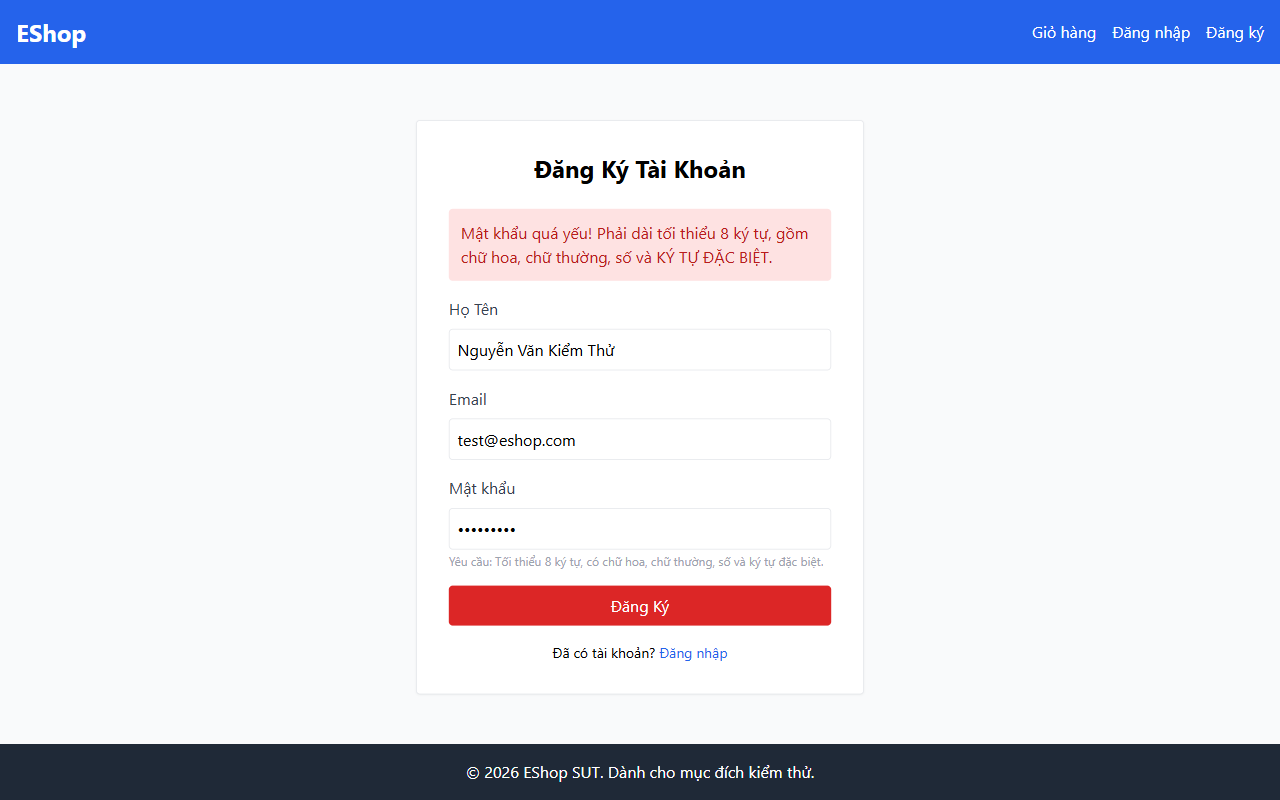 EShop
Giỏ hàng Đăng nhập Đăng ký
Đăng Ký Tài Khoản
Mật khẩu quá yếu! Phải dài tối thiểu 8 ký tự, gồm
chữ hoa, chữ thường, số và KÝ TỰ ĐẶC BIỆT.
Họ Tên
Nguyễn Văn Kiểm Thử
Email
test@eshop.com
Mật khẩu
•••••••••
Yêu cầu: Tối thiểu 8 ký tự, có chữ hoa, chữ thường, số và ký tự đặc biệt.
Đăng Ký
Đã có tài khoản? Đăng nhập
© 2026 EShop SUT. Dành cho mục đích kiểm thử.